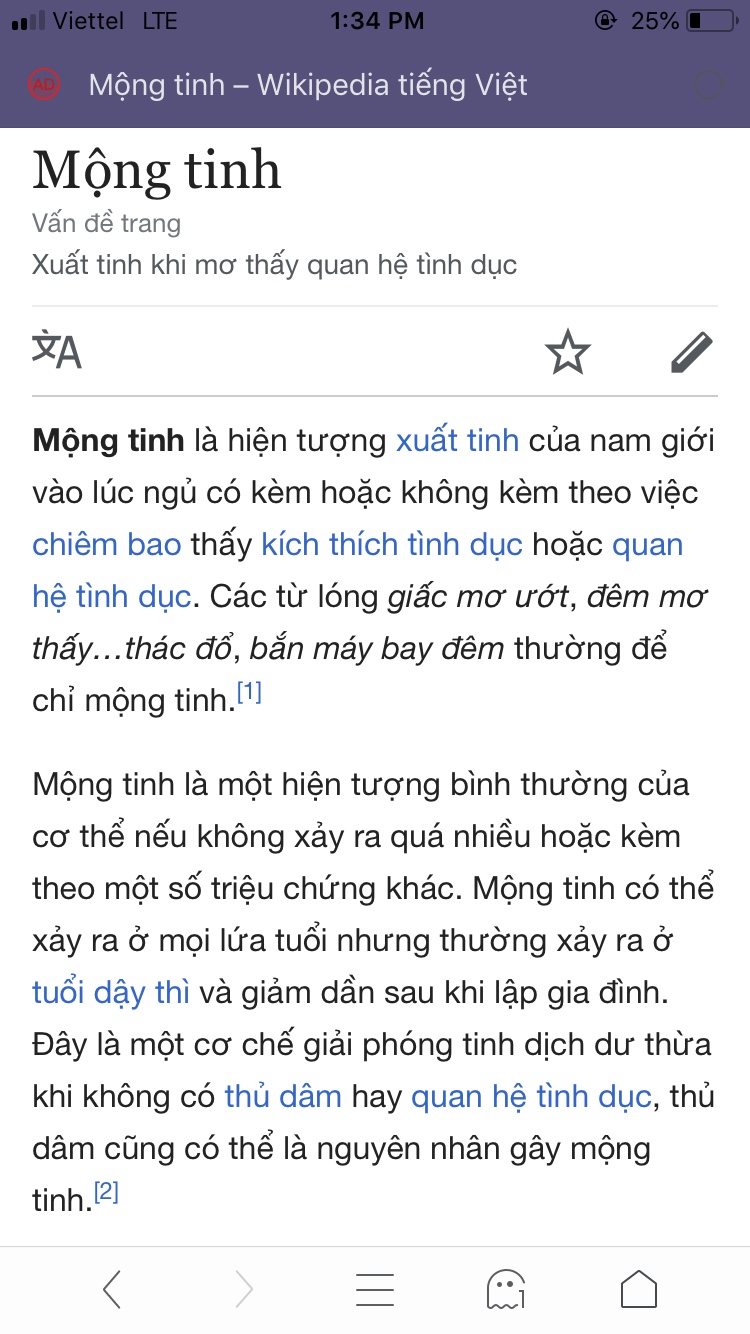 Viettel LTE 1:34 PM 25%
AD Mộng tinh – Wikipedia tiếng Việt
Mộng tinh
Vấn đề trang
Xuất tinh khi mơ thấy quan hệ tình dục
文A
Mộng tinh là hiện tượng xuất tinh của nam giới
vào lúc ngủ có kèm hoặc không kèm theo việc
chiêm bao thấy kích thích tình dục hoặc quan
hệ tình dục. Các từ lóng giấc mơ ướt, đêm mơ
thấy...thác đổ, bắn máy bay đêm thường để
chỉ mộng tinh.[1]
Mộng tinh là một hiện tượng bình thường của
cơ thể nếu không xảy ra quá nhiều hoặc kèm
theo một số triệu chứng khác. Mộng tinh có thể
xảy ra ở mọi lứa tuổi nhưng thường xảy ra ở
tuổi dậy thì và giảm dần sau khi lập gia đình.
Đây là một cơ chế giải phóng tinh dịch dư thừa
khi không có thủ dâm hay quan hệ tình dục, thủ
dâm cũng có thể là nguyên nhân gây mộng
tinh.[2]
1